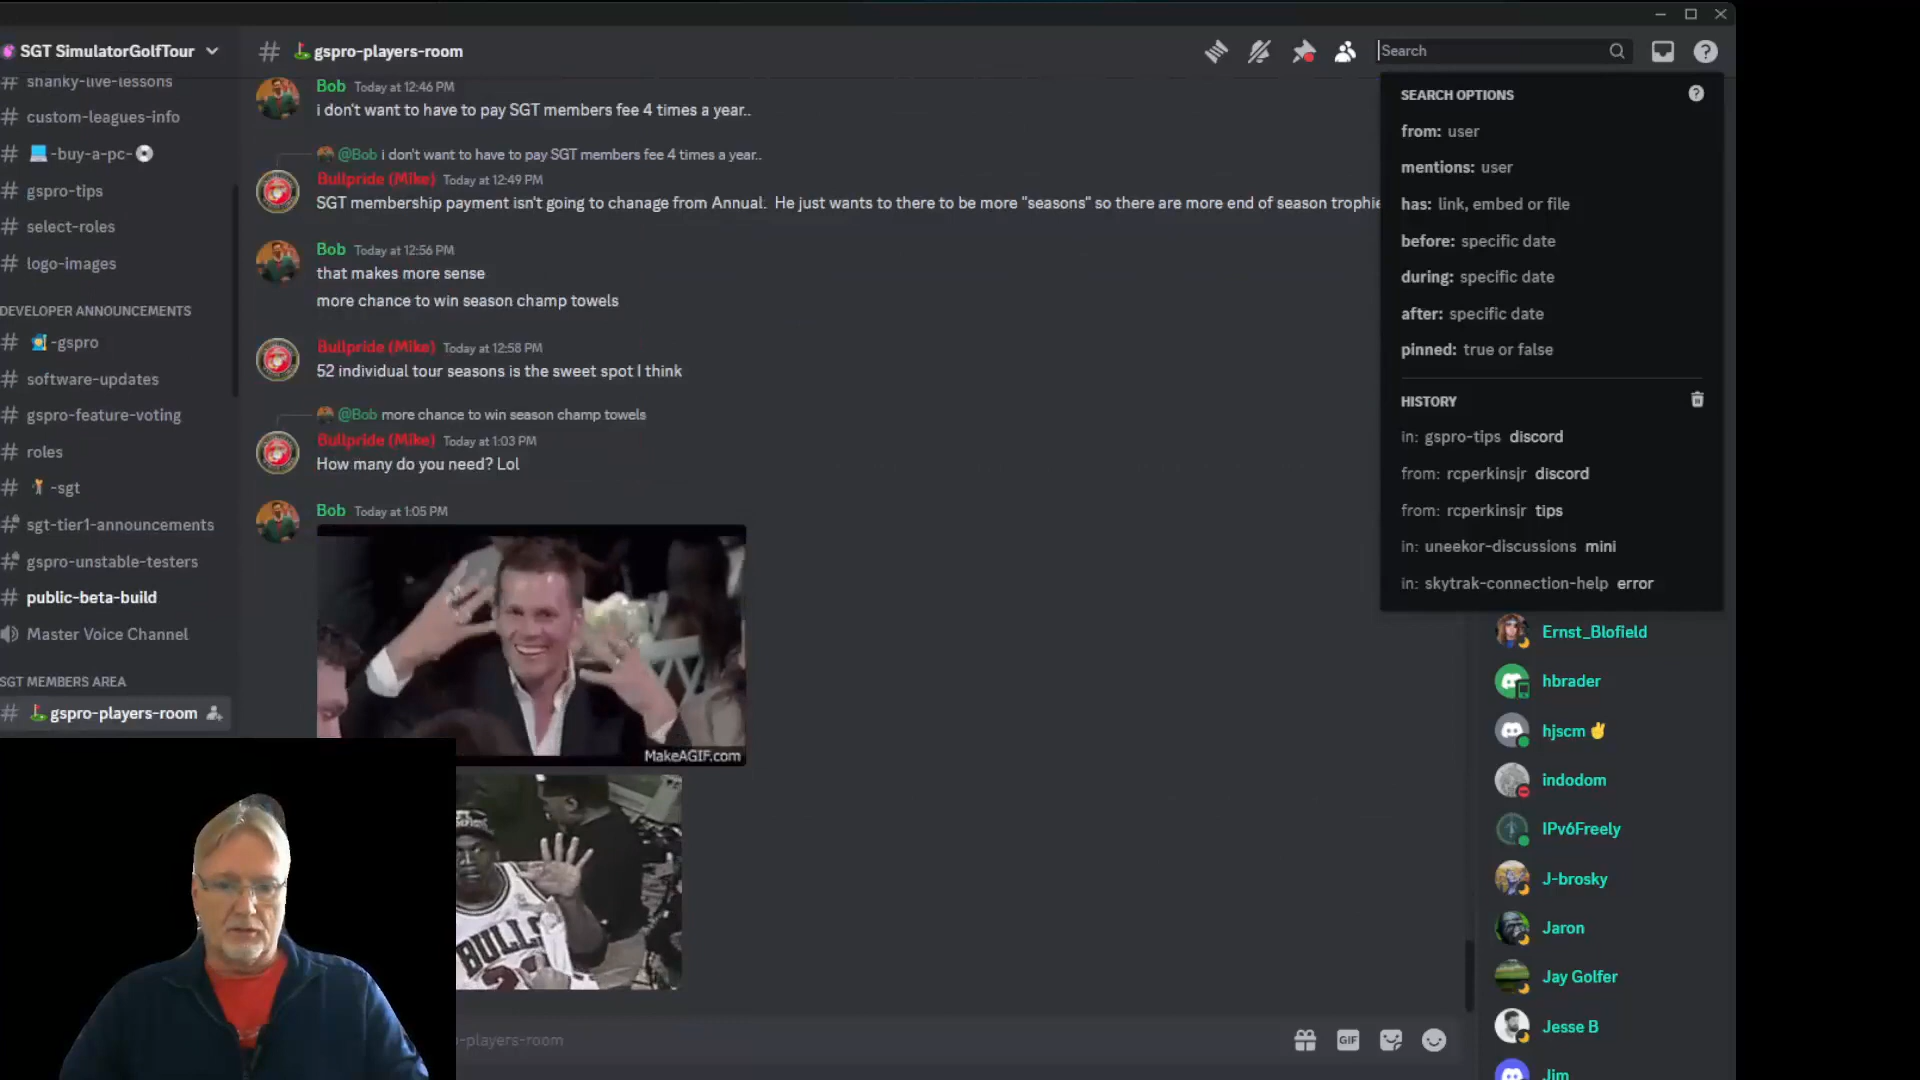 SGT SimulatorGolfTour
shanky-live-lessons
custom-leagues-info
-buy-a-pc-
gspro-tips
select-roles
logo-images
DEVELOPER ANNOUNCEMENTS
-gspro
software-updates
gspro-feature-voting
roles
-sgt
sgt-tier1-announcements
gspro-unstable-testers
public-beta-build
Master Voice Channel
SGT MEMBERS AREA
gspro-players-room
gspro-players-room
Bob Today at 12:46 PM
i don't want to have to pay SGT members fee 4 times a year..
@Bob i don't want to have to pay SGT members fee 4 times a year..
Bullpride (Mike) Today at 12:49 PM
SGT membership payment isn't going to chanage from Annual. He just wants to there to be more "seasons" so there are more end of season trophie
Bob Today at 12:56 PM
that makes more sense
more chance to win season champ towels
Bullpride (Mike) Today at 12:58 PM
52 individual tour seasons is the sweet spot I think
@Bob more chance to win season champ towels
Bullpride (Mike) Today at 1:03 PM
How many do you need? Lol
Bob Today at 1:05 PM
MakeAGIF.com
BULLS
-players-room
GIF
Search
SEARCH OPTIONS
from: user
mentions: user
has: link, embed or file
before: specific date
during: specific date
after: specific date
pinned: true or false
HISTORY
in: gspro-tips discord
from: rcperkinsjr discord
from: rcperkinsjr tips
in: uneekor-discussions mini
in: skytrak-connection-help error
Ernst_Blofield
hbrader
hjscm
indodom
IPv6Freely
J-brosky
Jaron
Jay Golfer
Jesse B
Jim